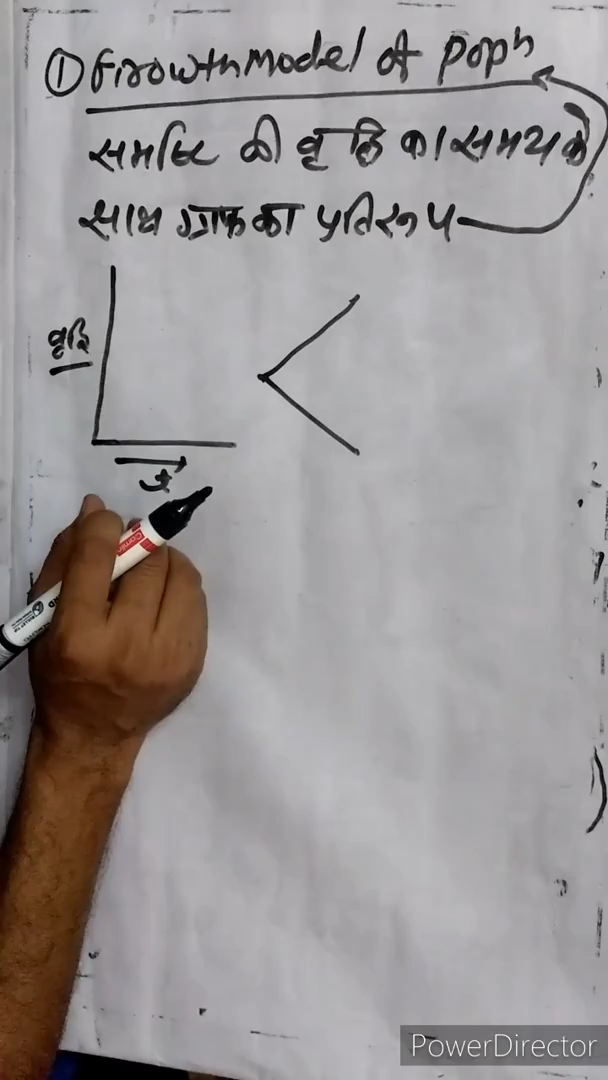 ① Growth Model of Popn
समष्टि की वृद्धि का समय के
साथ ग्राफ का प्रतिरूप
वृद्धि
t
PowerDirector